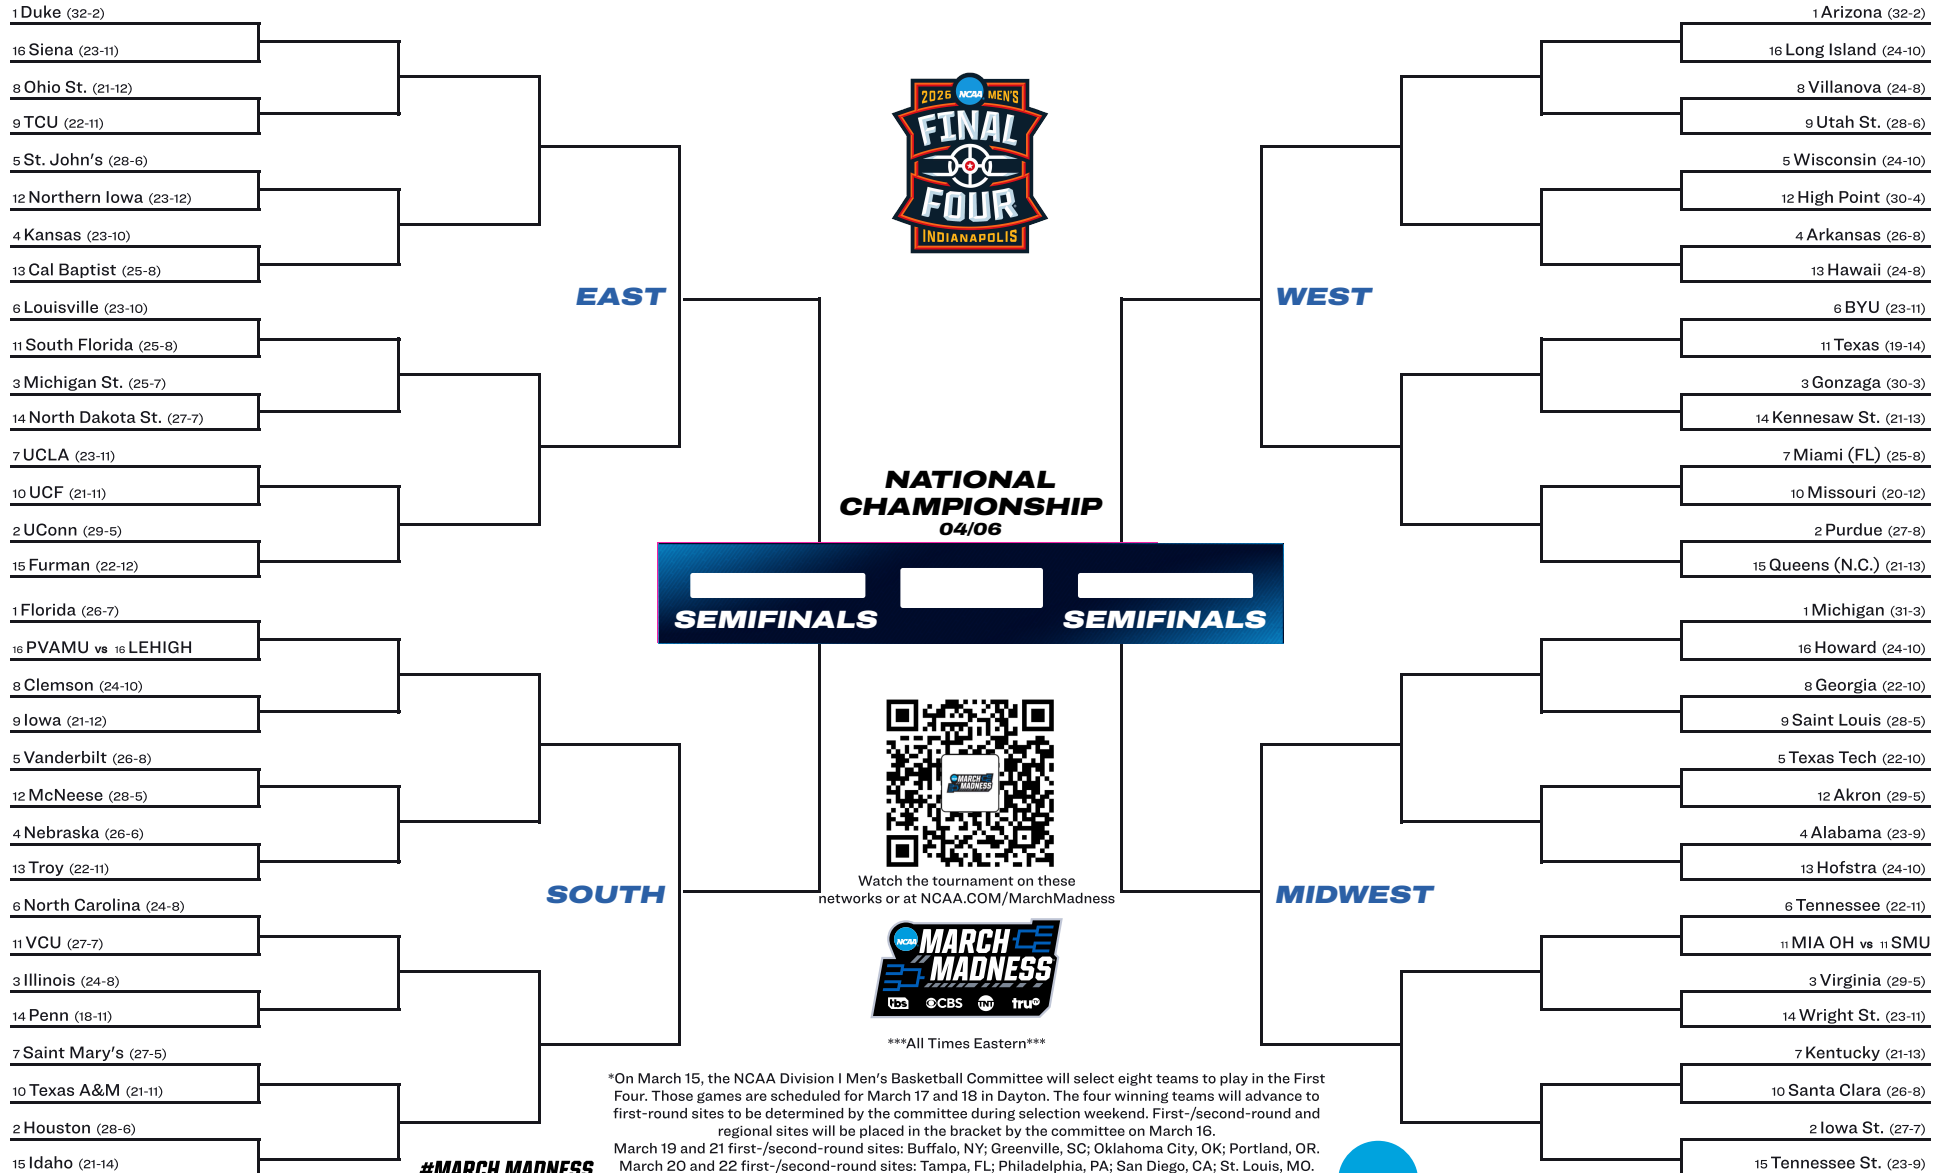 1 Duke (32-2)
16 Siena (23-11)
8 Ohio St. (21-12)
9 TCU (22-11)
5 St. John's (28-6)
12 Northern Iowa (23-12)
4 Kansas (23-10)
13 Cal Baptist (25-8)
6 Louisville (23-10)
11 South Florida (25-8)
3 Michigan St. (25-7)
14 North Dakota St. (27-7)
7 UCLA (23-11)
10 UCF (21-11)
2 UConn (29-5)
15 Furman (22-12)
EAST
1 Florida (26-7)
16 PVAMU vs 16 LEHIGH
8 Clemson (24-10)
9 Iowa (21-12)
5 Vanderbilt (26-8)
12 McNeese (28-5)
4 Nebraska (26-6)
13 Troy (22-11)
6 North Carolina (24-8)
11 VCU (27-7)
3 Illinois (24-8)
14 Penn (18-11)
7 Saint Mary's (27-5)
10 Texas A&M (21-11)
2 Houston (28-6)
15 Idaho (21-14)
SOUTH
2026 NCAA MEN'S
FINAL
FOUR
INDIANAPOLIS
NATIONAL
CHAMPIONSHIP
04/06
SEMIFINALS
SEMIFINALS
MARCH
MADNESS
Watch the tournament on these
networks or at NCAA.COM/MarchMadness
NCAA
MARCH
MADNESS
tbs CBS TNT truTV
***All Times Eastern***
*On March 15, the NCAA Division I Men's Basketball Committee will select eight teams to play in the First
Four. Those games are scheduled for March 17 and 18 in Dayton. The four winning teams will advance to
first-round sites to be determined by the committee during selection weekend. First-/second-round and
regional sites will be placed in the bracket by the committee on March 16.
March 19 and 21 first-/second-round sites: Buffalo, NY; Greenville, SC; Oklahoma City, OK; Portland, OR.
March 20 and 22 first-/second-round sites: Tampa, FL; Philadelphia, PA; San Diego, CA; St. Louis, MO.
#MARCH MADNESS
1 Arizona (32-2)
16 Long Island (24-10)
8 Villanova (24-8)
9 Utah St. (28-6)
5 Wisconsin (24-10)
12 High Point (30-4)
4 Arkansas (26-8)
13 Hawaii (24-8)
6 BYU (23-11)
11 Texas (19-14)
3 Gonzaga (30-3)
14 Kennesaw St. (21-13)
7 Miami (FL) (25-8)
10 Missouri (20-12)
2 Purdue (27-8)
15 Queens (N.C.) (21-13)
WEST
1 Michigan (31-3)
16 Howard (24-10)
8 Georgia (22-10)
9 Saint Louis (28-5)
5 Texas Tech (22-10)
12 Akron (29-5)
4 Alabama (23-9)
13 Hofstra (24-10)
6 Tennessee (22-11)
11 MIA OH vs 11 SMU
3 Virginia (29-5)
14 Wright St. (23-11)
7 Kentucky (21-13)
10 Santa Clara (26-8)
2 Iowa St. (27-7)
15 Tennessee St. (23-9)
MIDWEST